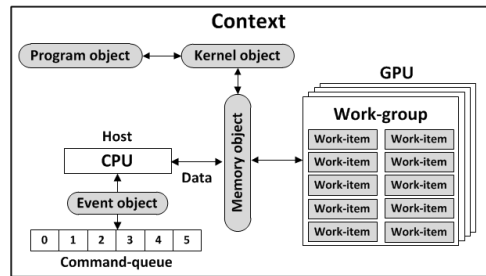 Context
Program object
Kernel object
GPU
Work-group
Work-item Work-item
Work-item Work-item
Work-item Work-item
Work-item Work-item
Work-item Work-item
Memory object
Host
CPU
Data
Event object
0 1 2 3 4 5
Command-queue